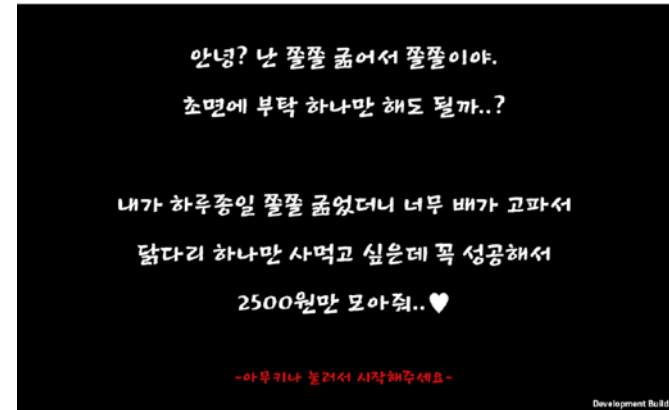 안녕? 난 쫄쫄 굶어서 쫄쫄이야.
초면에 부탁 하나만 해도 될까..?
내가 하루종일 쫄쫄 굶었더니 너무 배가 고파서
닭다리 하나만 사먹고 싶은데 꼭 성공해서
2500원만 모아줘..♥
~아무키나 눌러서 시작해주세요~
Development Build